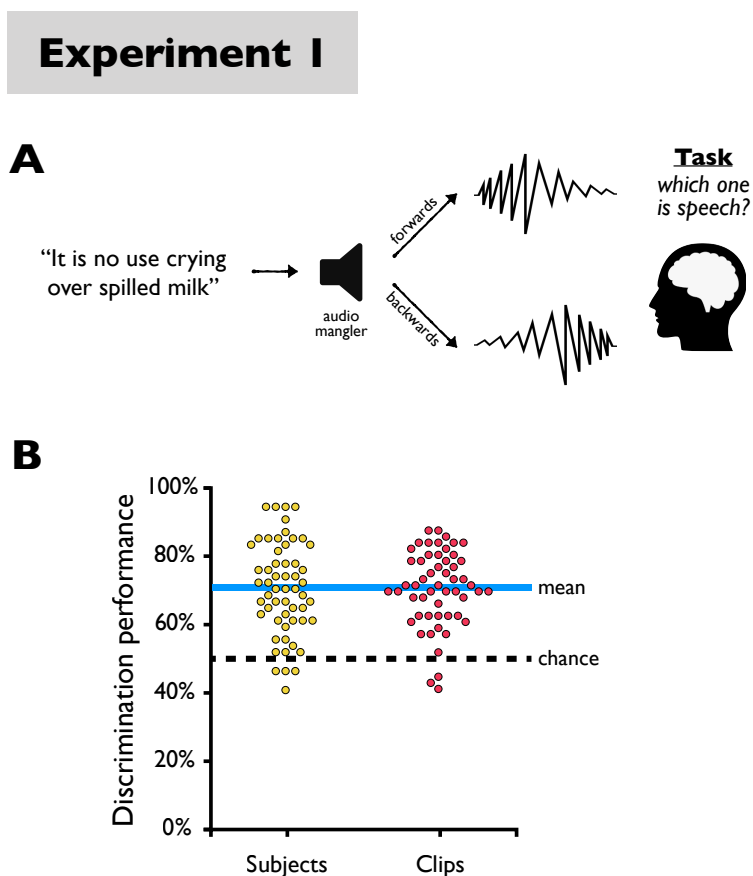 Experiment 1
A
Task
which one
is speech?
forwards
“It is no use crying
over spilled milk”
audio
mangler
backwards
B
Discrimination performance
100%
80%
60%
40%
20%
0%
mean
chance
Subjects
Clips